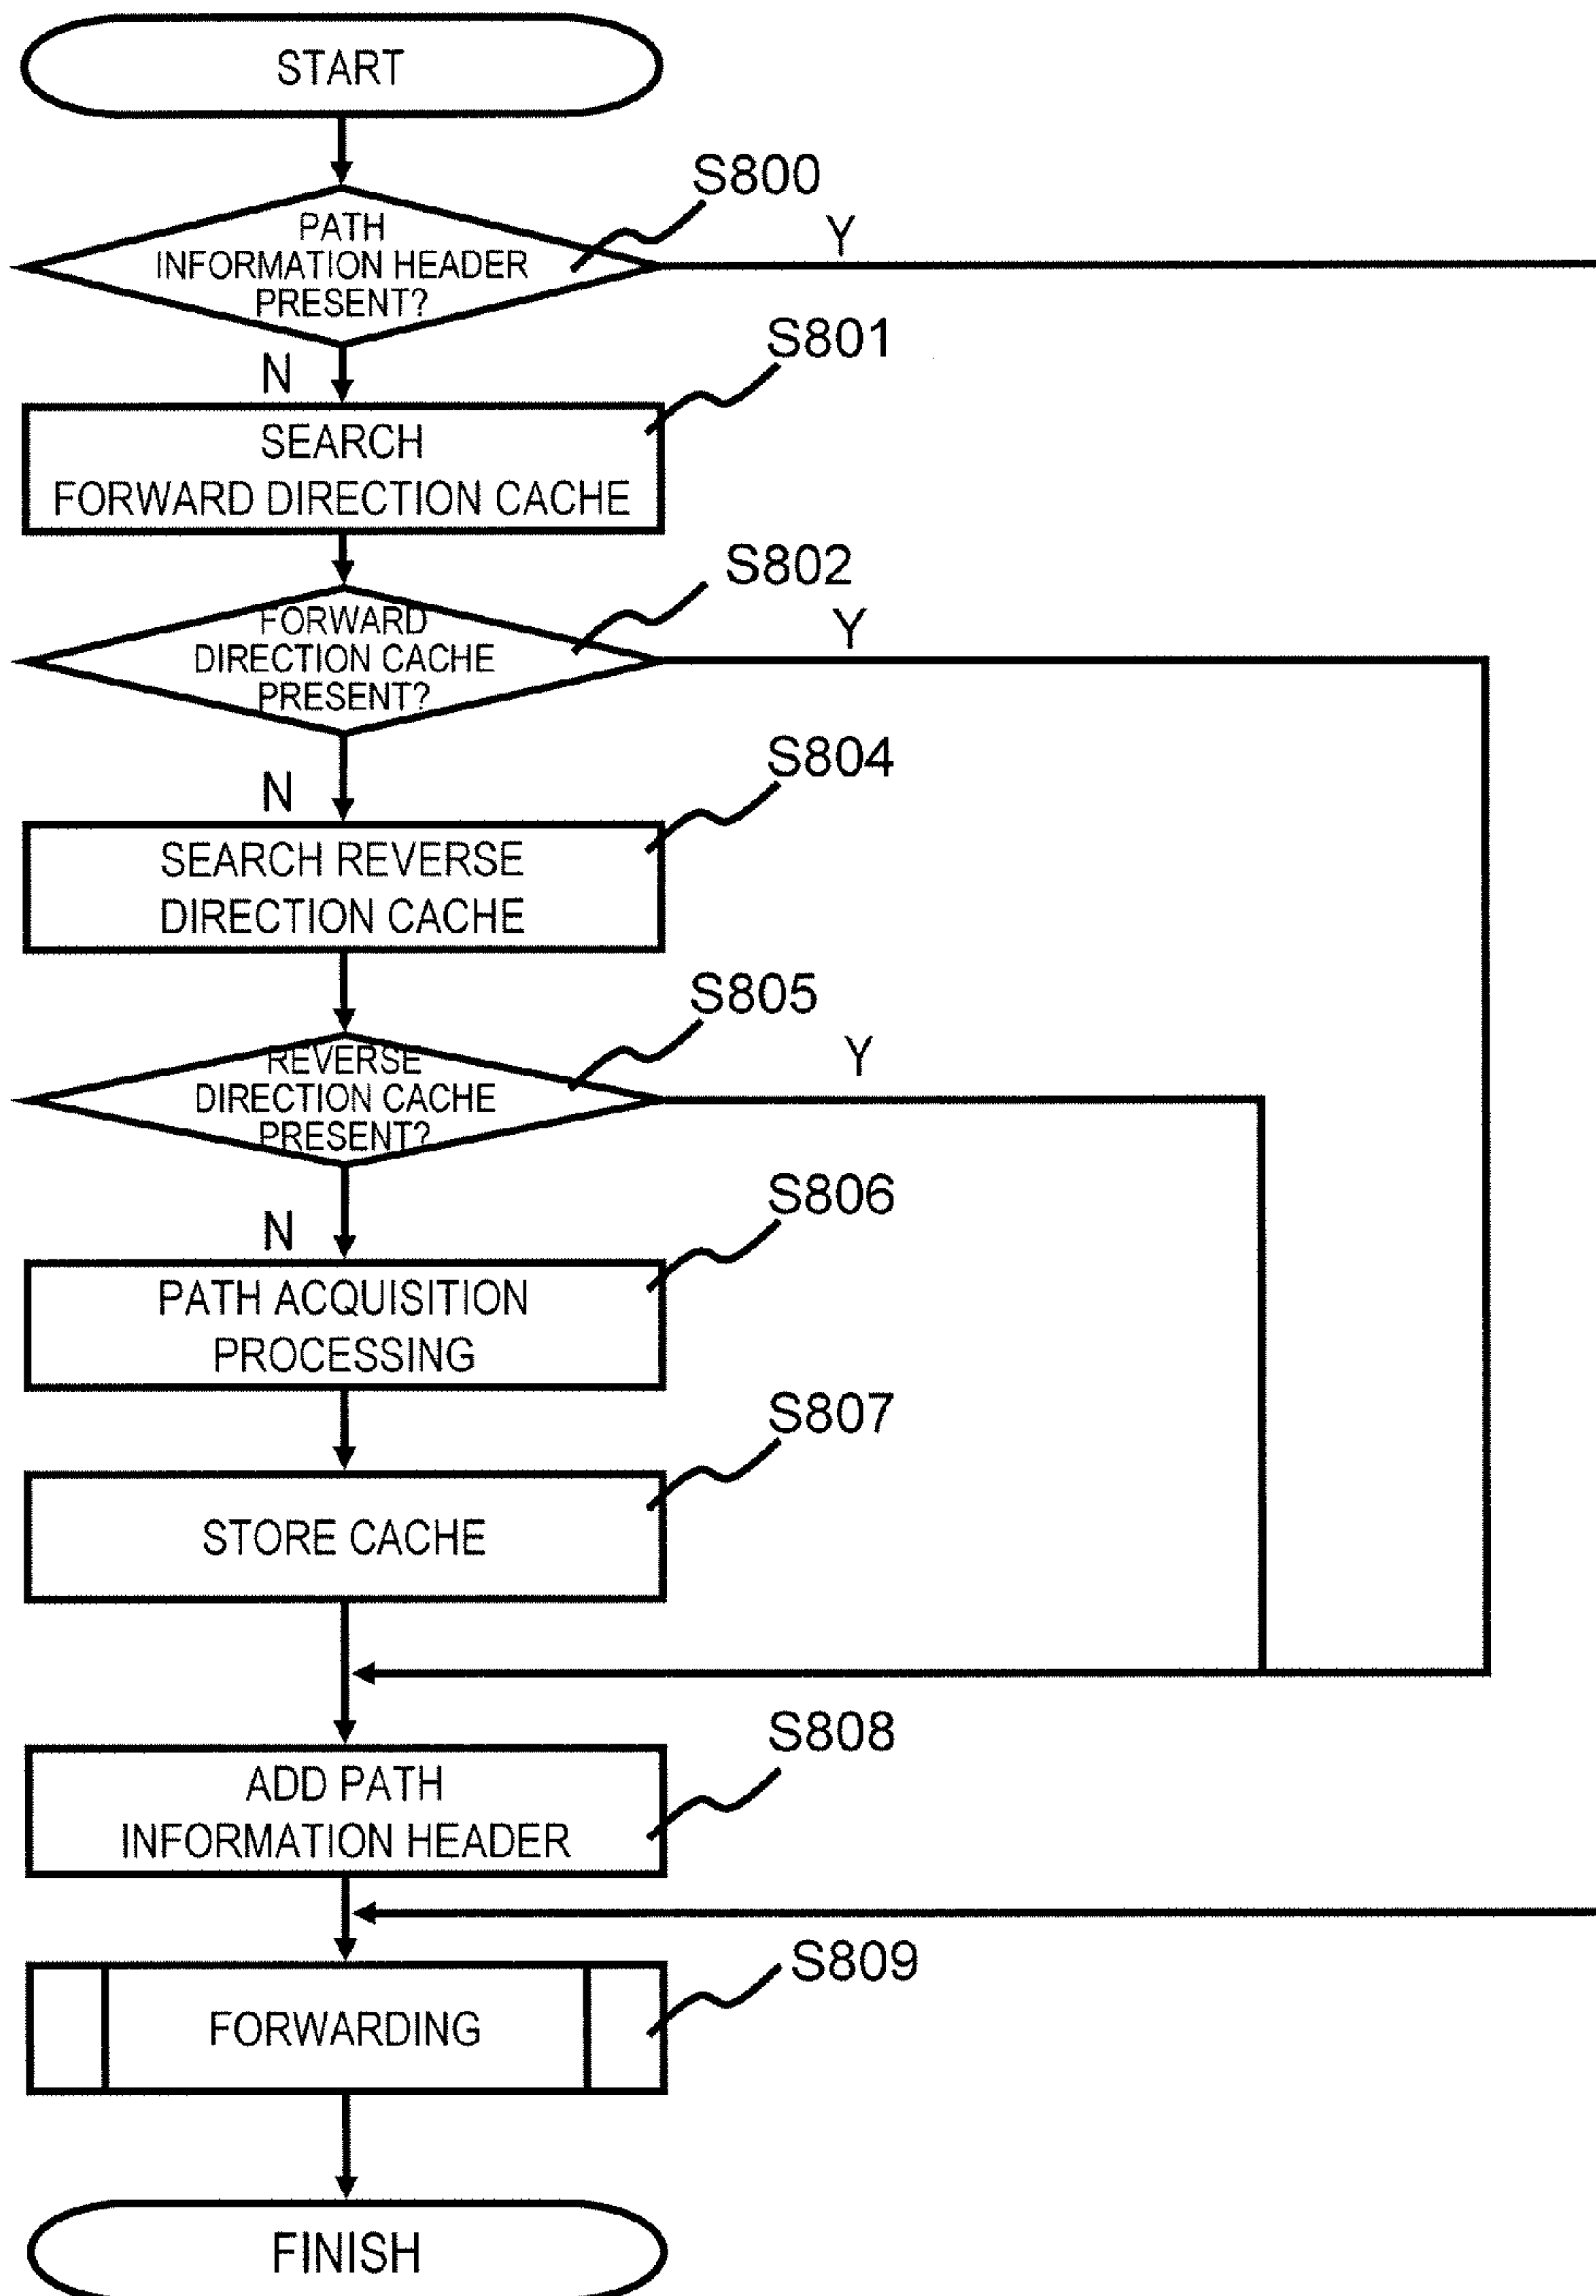 START
S800
PATH
INFORMATION HEADER
PRESENT?
Y
N
S801
SEARCH
FORWARD DIRECTION CACHE
S802
FORWARD
DIRECTION CACHE
PRESENT?
Y
N
S804
SEARCH REVERSE
DIRECTION CACHE
S805
REVERSE
DIRECTION CACHE
PRESENT?
Y
N
S806
PATH ACQUISITION
PROCESSING
S807
STORE CACHE
S808
ADD PATH
INFORMATION HEADER
S809
FORWARDING
FINISH